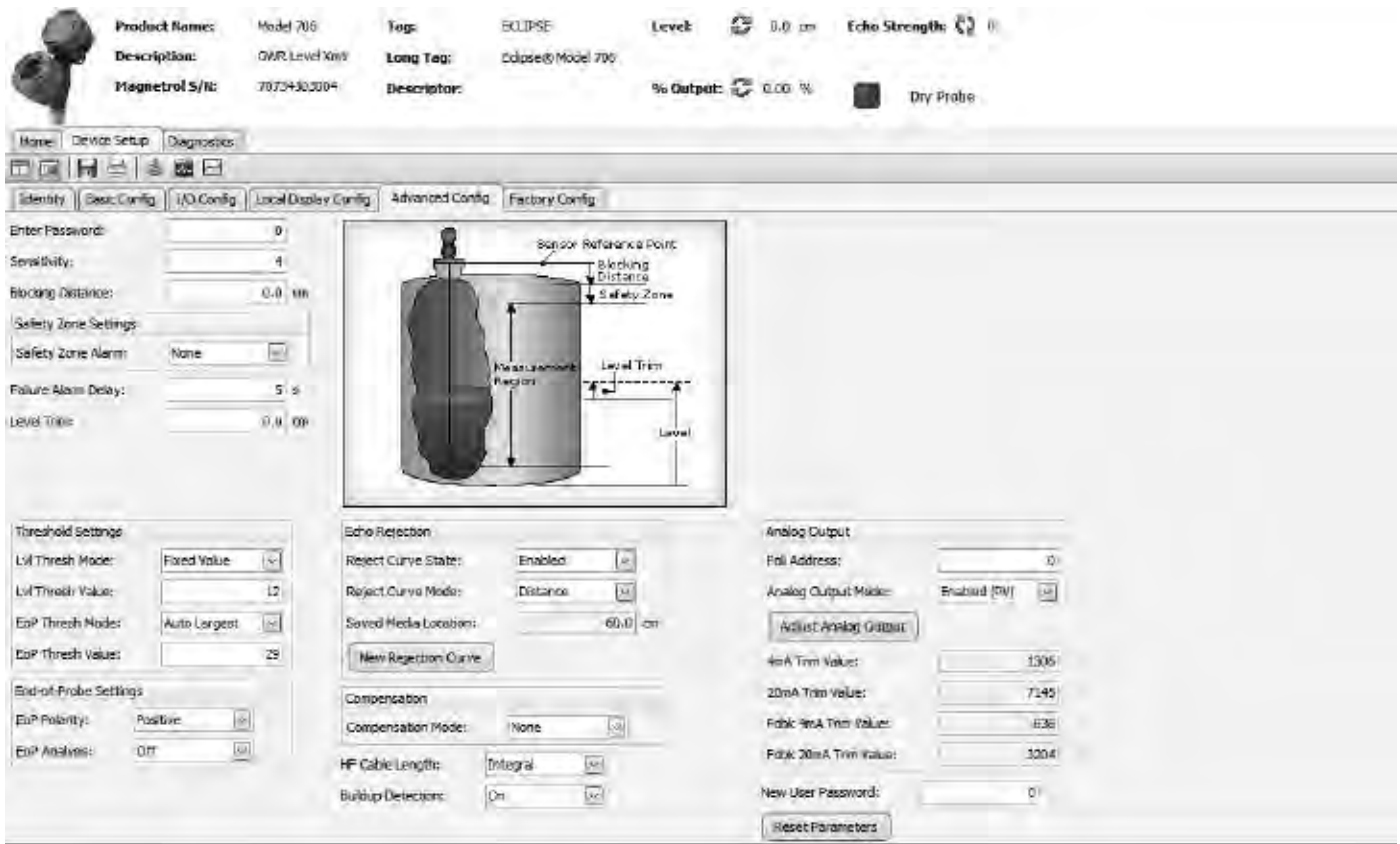 Product Name: Model 706 Tag: ECLIPSE Level: 0.0 cm Echo Strength: 0
Description: GWR Level Xmtr Long Tag: Eclipse® Model 706
Magnetrol S/N: Descriptor: % Output: 0.00 % Dry Probe
Home Device Setup Diagnostics
Identity Basic Config I/O Config Local Display Config Advanced Config Factory Config
Enter Password: 0
Sensitivity: 4
Blocking Distance: 0.0 cm
Safety Zone Settings
Safety Zone Alarm: None
Failure Alarm Delay: 5 s
Level Trim: 0.0 cm
Sensor Reference Point
Blocking
Distance
Safety Zone
Measurement
Region
Level Trim
Level
Threshold Settings
Lvl Thresh Mode: Fixed Value
Lvl Thresh Value: 12
EoP Thresh Mode: Auto Largest
EoP Thresh Value: 29
End-of-Probe Settings
EoP Polarity: Positive
EoP Analysis: Off
Echo Rejection
Reject Curve State: Enabled
Reject Curve Mode: Distance
Saved Media Location: 60.0 cm
New Rejection Curve
Compensation
Compensation Mode: None
HF Cable Length: Integral
Buildup Detection: On
Analog Output
Poll Address: 0
Analog Output Mode: Enabled (PV)
Adjust Analog Output
4mA Trim Value: 1306
20mA Trim Value: 7145
Fdbk 4mA Trim Value: 636
Fdbk 20mA Trim Value: 3204
New User Password: 0
Reset Parameters